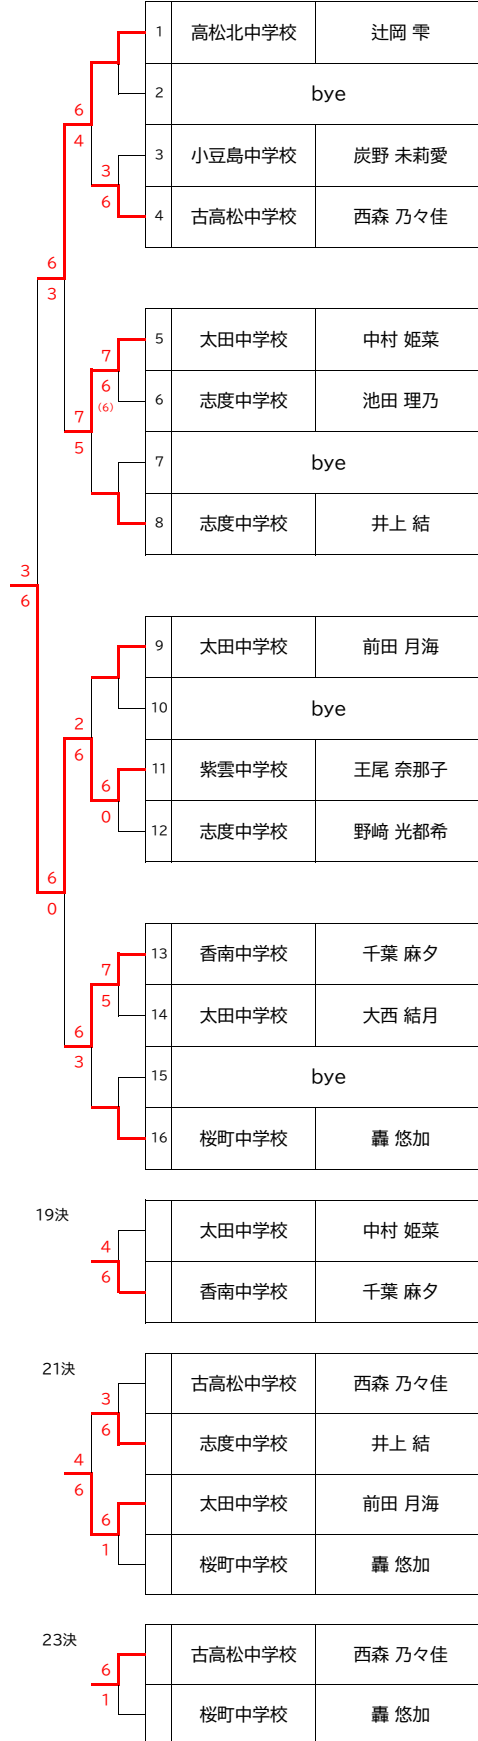 1 高松北中学校 辻岡 雫
2 bye
6
4
3 小豆島中学校 炭野 未莉愛
3
6
4 古高松中学校 西森 乃々佳
6
3
5 太田中学校 中村 姫菜
7
6
(6)
6 志度中学校 池田 理乃
7
5
7 bye
8 志度中学校 井上 結
3
6
9 太田中学校 前田 月海
10 bye
2
6
11 紫雲中学校 王尾 奈那子
6
0
12 志度中学校 野﨑 光都希
6
0
13 香南中学校 千葉 麻夕
7
5
14 太田中学校 大西 結月
6
3
15 bye
16 桜町中学校 轟 悠加
19決
太田中学校 中村 姫菜
4
6
香南中学校 千葉 麻夕
21決
古高松中学校 西森 乃々佳
3
6
志度中学校 井上 結
4
6
太田中学校 前田 月海
6
1
桜町中学校 轟 悠加
23決
古高松中学校 西森 乃々佳
6
1
桜町中学校 轟 悠加